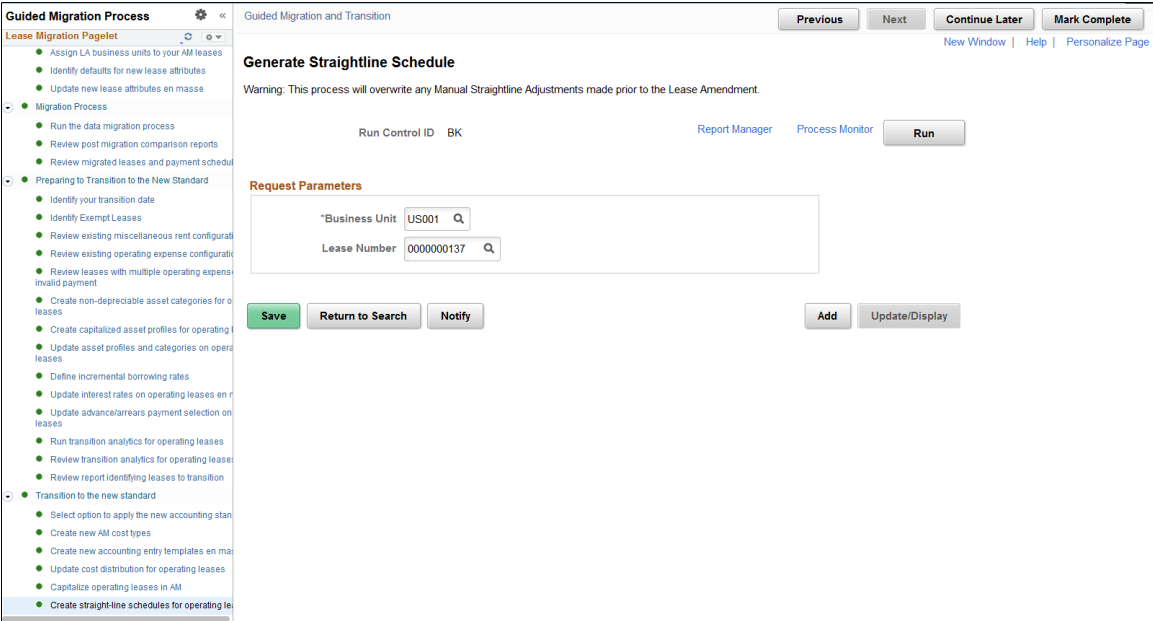 Guided Migration Process
«
Lease Migration Pagelet
Assign LA business units to your AM leases
Identify defaults for new lease attributes
Update new lease attributes en masse
Migration Process
Run the data migration process
Review post migration comparison reports
Review migrated leases and payment schedul
Preparing to Transition to the New Standard
Identify your transition date
Identify Exempt Leases
Review existing miscellaneous rent configurati
Review existing operating expense configuratio
Review leases with multiple operating expense
invalid payment
Create non-depreciable asset categories for o
leases
Create capitalized asset profiles for operating l
Update asset profiles and categories on opera
leases
Define incremental borrowing rates
Update interest rates on operating leases en m
Update advance/arrears payment selection on
leases
Run transition analytics for operating leases
Review transition analytics for operating leases
Review report identifying leases to transition
Transition to the new standard
Select option to apply the new accounting stan
Create new AM cost types
Create new accounting entry templates en mas
Update cost distribution for operating leases
Capitalize operating leases in AM
Create straight-line schedules for operating lea
Guided Migration and Transition
Previous Next Continue Later Mark Complete
New Window | Help | Personalize Page
Generate Straightline Schedule
Warning: This process will overwrite any Manual Straightline Adjustments made prior to the Lease Amendment.
Run Control ID BK Report Manager Process Monitor Run
Request Parameters
*Business Unit US001
Lease Number 0000000137
Save Return to Search Notify Add Update/Display